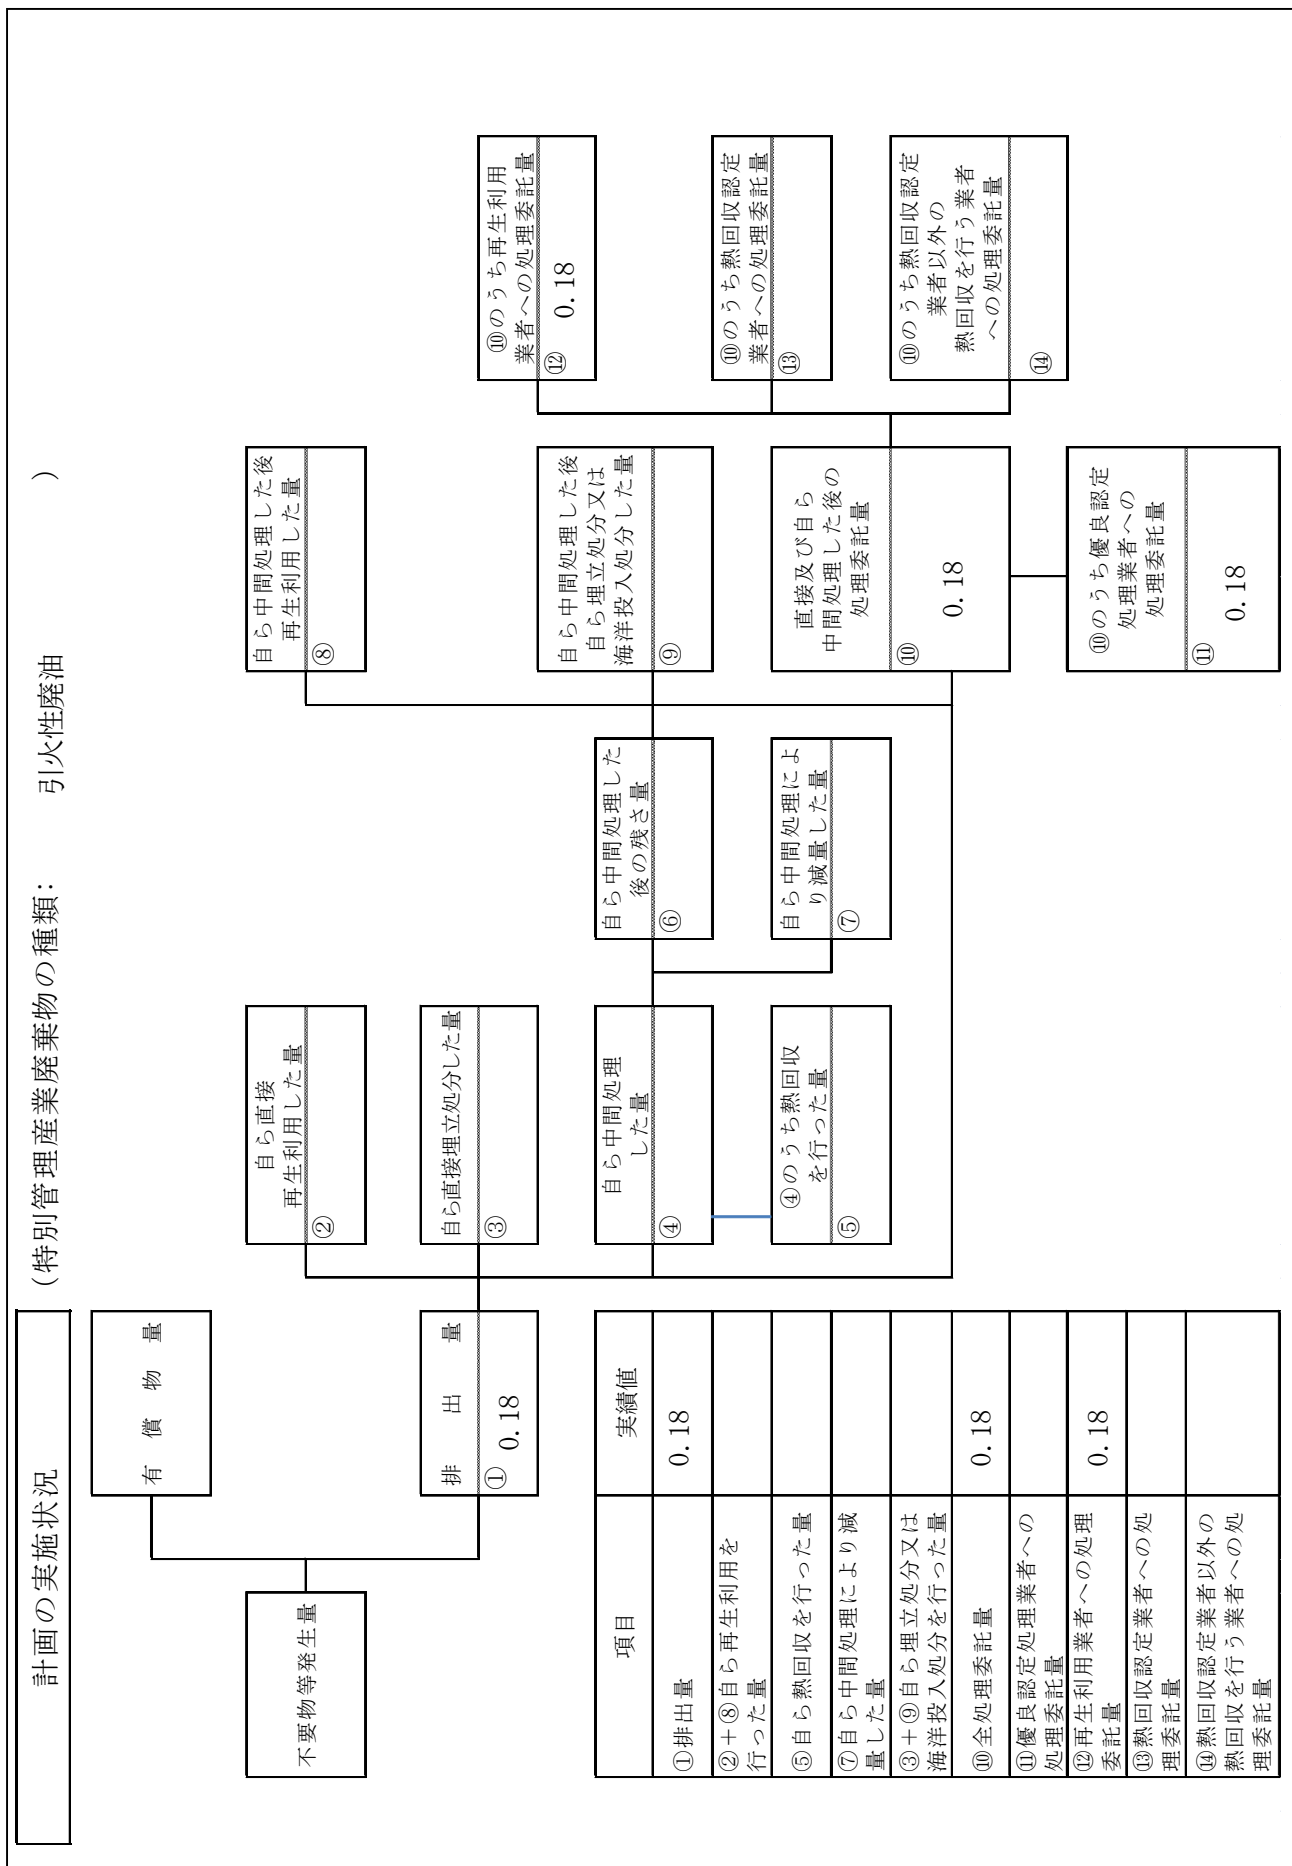 計画の実施状況
(特別管理産業廃棄物の種類:　引火性廃油　)
有償物量
不要物等発生量
排出量
① 0.18
自ら直接
再生利用した量
②
自ら直接埋立処分した量
③
自ら中間処理
した量
④
④のうち熱回収
を行った量
⑤
自ら中間処理した
後の残さ量
⑥
自ら中間処理によ
り減量した量
⑦
自ら中間処理した後
再生利用した量
⑧
自ら中間処理した後
自ら埋立処分又は
海洋投入処分した量
⑨
直接及び自ら
中間処理した後の
処理委託量
⑩ 0.18
⑩のうち優良認定
処理業者への
処理委託量
⑪ 0.18
⑩のうち再生利用
業者への処理委託量
⑫ 0.18
⑩のうち熱回収認定
業者への処理委託量
⑬
⑩のうち熱回収認定
業者以外の
熱回収を行う業者
への処理委託量
⑭
項目 実績値
①排出量 0.18
②+⑧自ら再生利用を
行った量
⑤自ら熱回収を行った量
⑦自ら中間処理により減
量した量
③+⑨自ら埋立処分又は
海洋投入処分を行った量
⑩全処理委託量 0.18
⑪優良認定処理業者への
処理委託量
⑫再生利用業者への処理
委託量 0.18
⑬熱回収認定業者への処
理委託量
⑭熱回収認定業者以外の
熱回収を行う業者への処
理委託量